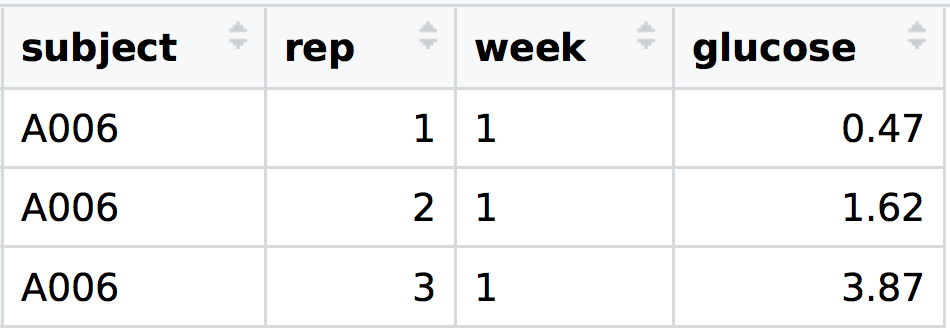 subject rep week glucose
A006 1 1 0.47
A006 2 1 1.62
A006 3 1 3.87